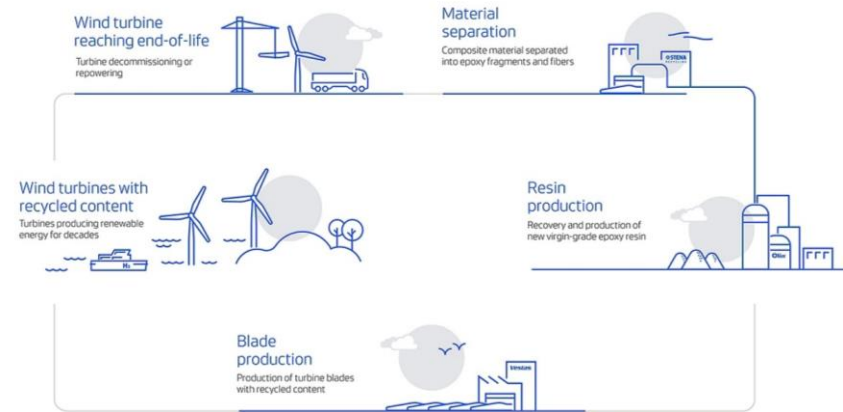 Wind turbine
reaching end-of-life
Turbine decommissioning or
repowering
Material
separation
Composite material separated
into epoxy fragments and fibers
STENA
Wind turbines with
recycled content
Turbines producing renewable
energy for decades
H₂
Resin
production
Recovery and production of
new virgin-grade epoxy resin
Olin
Blade
production
Production of turbine blades
with recycled content
Vestas